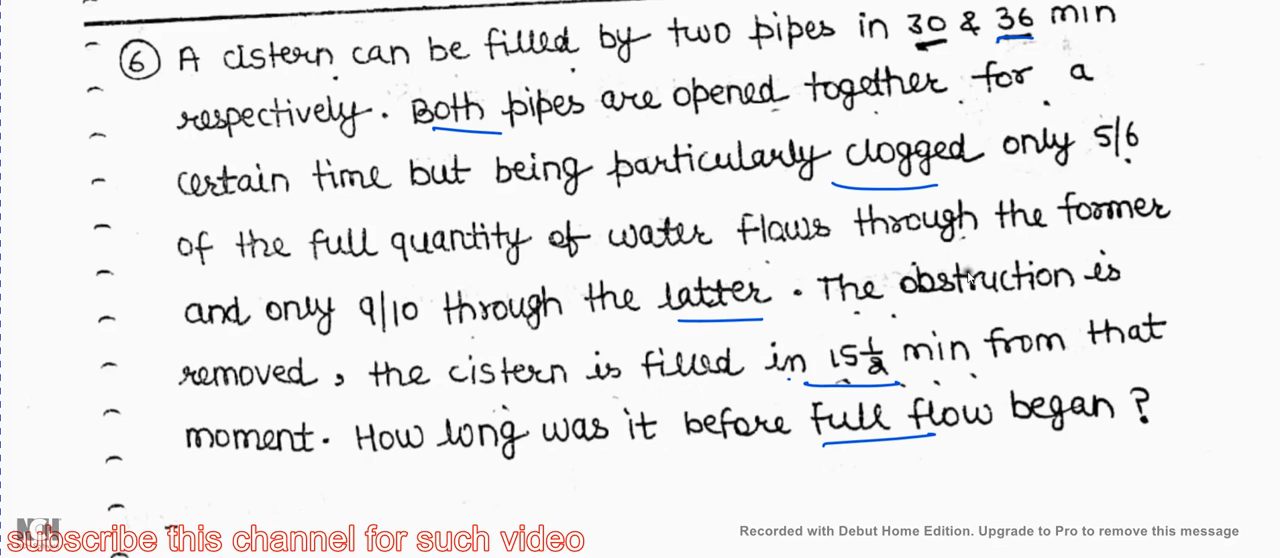 6 A cistern can be filled by two pipes in 30 & 36 min
respectively. Both pipes are opened together for a
certain time but being particularly clogged only 5/6
of the full quantity of water flaws through the former
and only 9/10 through the latter. The obstruction is
removed, the cistern is filled in 15 1/2 min from that
moment. How long was it before full flow began?
subscribe this channel for such video
Recorded with Debut Home Edition. Upgrade to Pro to remove this message